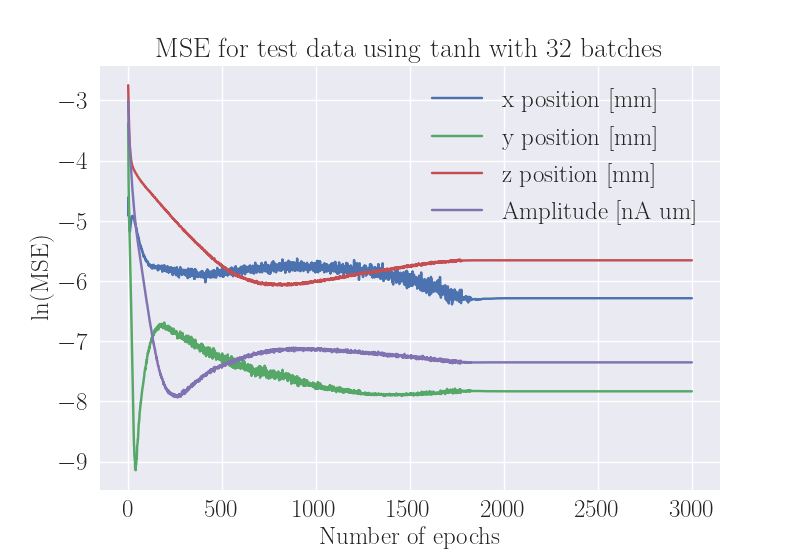 MSE for test data using tanh with 32 batches
x position [mm]
y position [mm]
z position [mm]
Amplitude [nA um]
ln(MSE)
−3
−4
−5
−6
−7
−8
−9
0 500 1000 1500 2000 2500 3000
Number of epochs